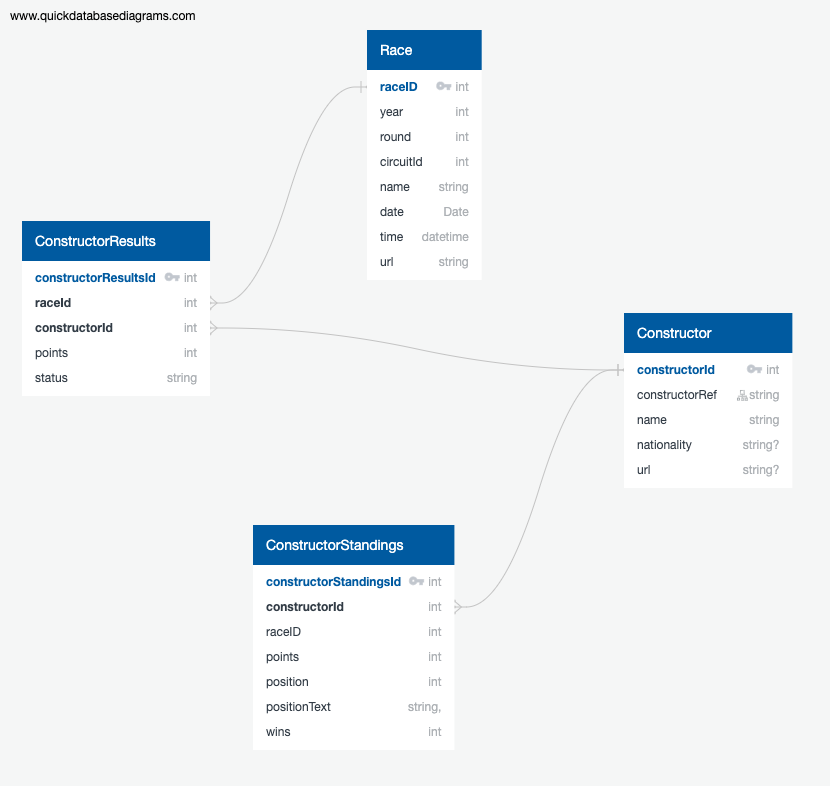 www.quickdatabasediagrams.com
Race
raceID int
year int
round int
circuitId int
name string
date Date
time datetime
url string
ConstructorResults
constructorResultsId int
raceId int
constructorId int
points int
status string
Constructor
constructorId int
constructorRef string
name string
nationality string?
url string?
ConstructorStandings
constructorStandingsId int
constructorId int
raceID int
points int
position int
positionText string,
wins int